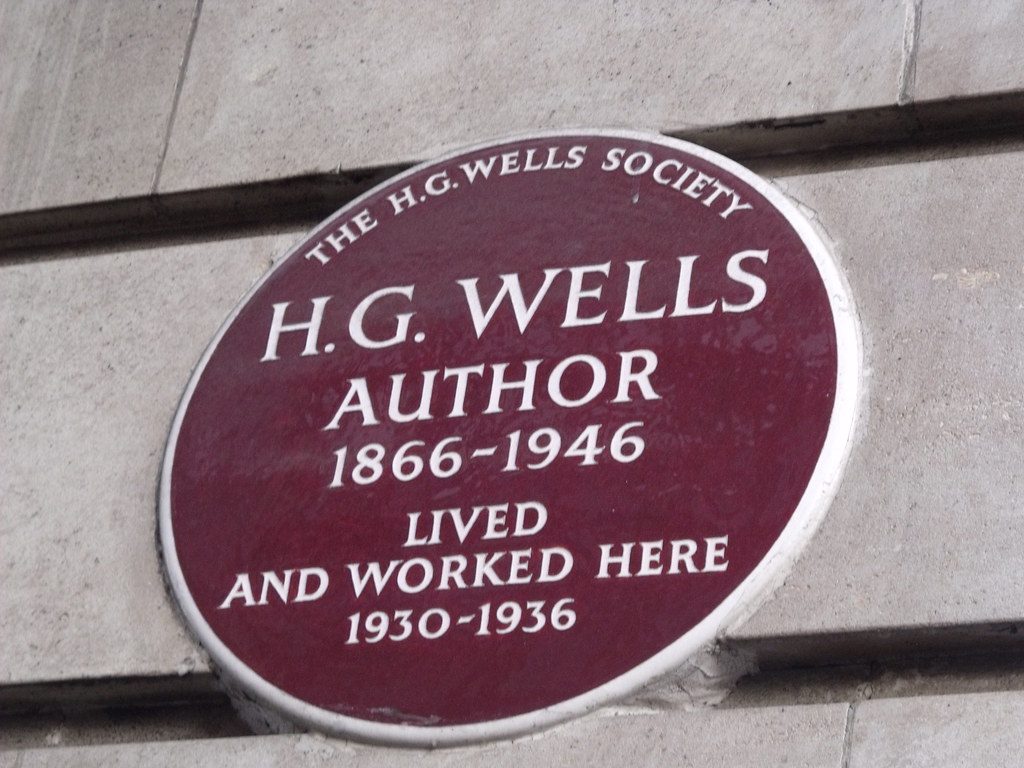 THE H.G. WELLS SOCIETY
H.G. WELLS
AUTHOR
1866-1946
LIVED
AND WORKED HERE
1930-1936